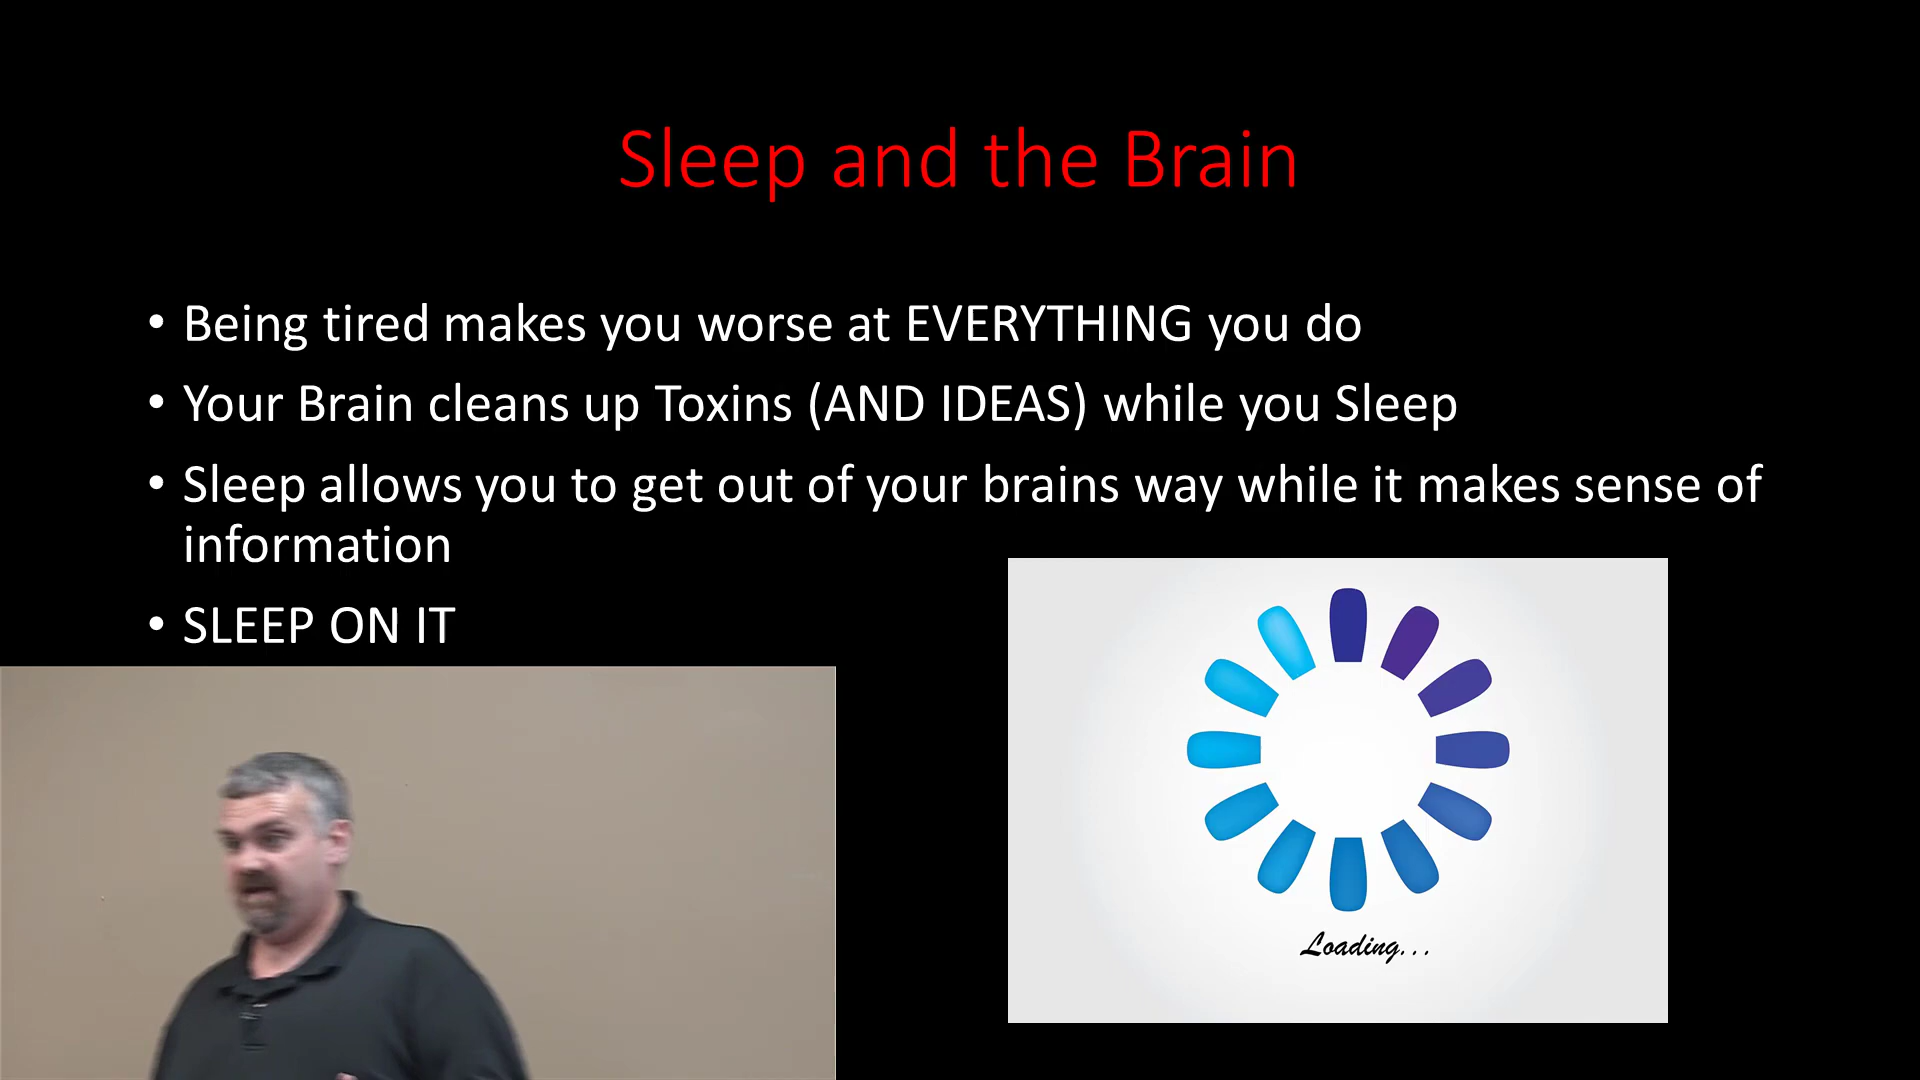 Sleep and the Brain
• Being tired makes you worse at EVERYTHING you do
• Your Brain cleans up Toxins (AND IDEAS) while you Sleep
• Sleep allows you to get out of your brains way while it makes sense of
information
• SLEEP ON IT
Loading...